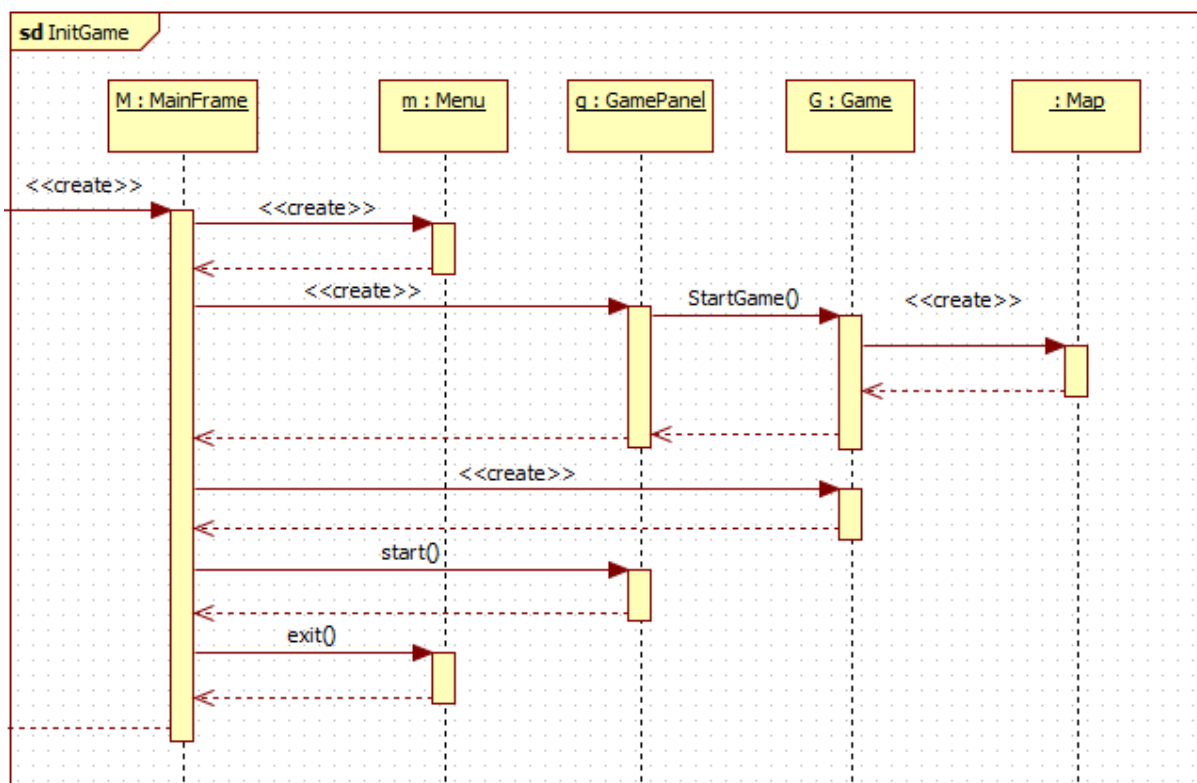 sd InitGame
M : MainFrame
m : Menu
g : GamePanel
G : Game
: Map
<<create>>
<<create>>
<<create>>
StartGame()
<<create>>
<<create>>
start()
exit()